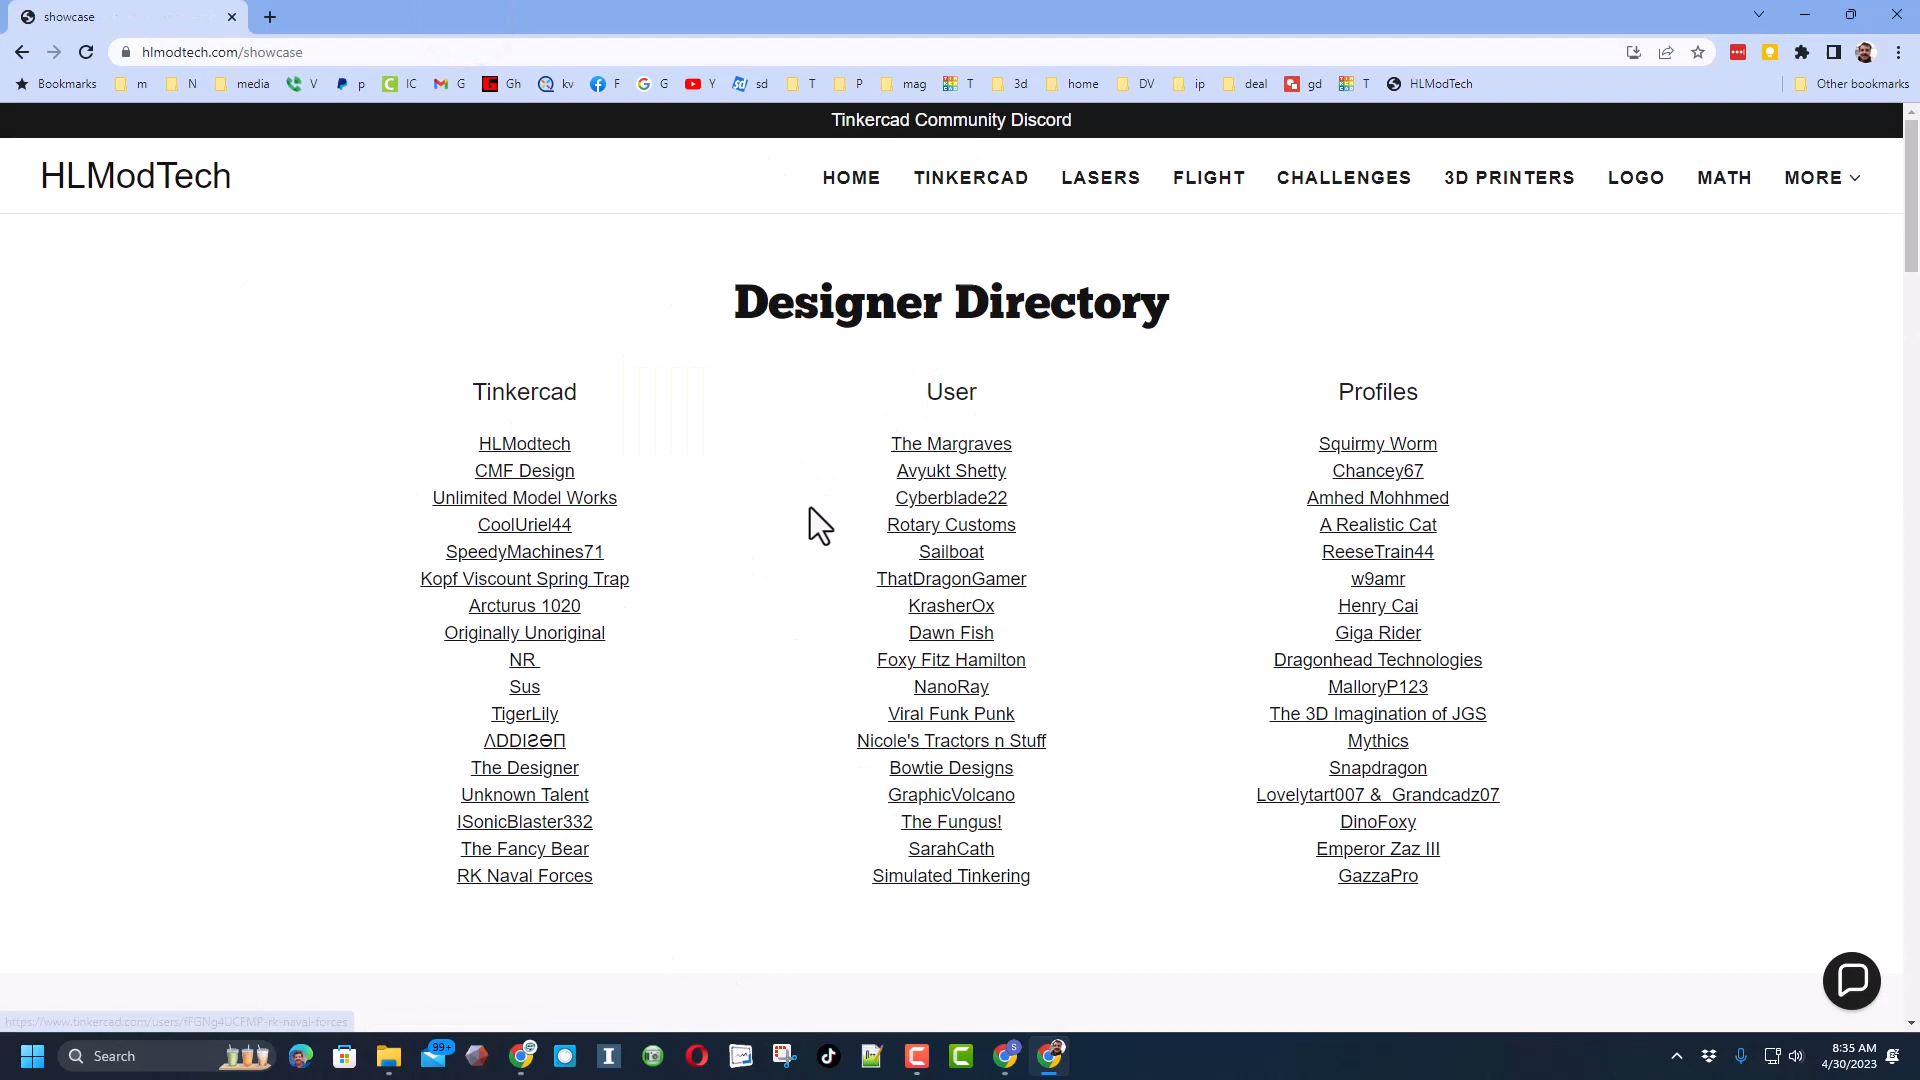 showcase
hlmodtech.com/showcase
Bookmarks m N media V p IC G Gh kv F G Y sd T P mag T 3d home DV ip deal gd T HLModTech Other bookmarks
Tinkercad Community Discord
HLModTech
HOME TINKERCAD LASERS FLIGHT CHALLENGES 3D PRINTERS LOGO MATH MORE
Designer Directory
Tinkercad
HLModtech
CMF Design
Unlimited Model Works
CoolUriel44
SpeedyMachines71
Kopf Viscount Spring Trap
Arcturus 1020
Originally Unoriginal
NR
Sus
TigerLily
ΛDDIƧӨП
The Designer
Unknown Talent
ISonicBlaster332
The Fancy Bear
RK Naval Forces
User
The Margraves
Avyukt Shetty
Cyberblade22
Rotary Customs
Sailboat
ThatDragonGamer
KrasherOx
Dawn Fish
Foxy Fitz Hamilton
NanoRay
Viral Funk Punk
Nicole's Tractors n Stuff
Bowtie Designs
GraphicVolcano
The Fungus!
SarahCath
Simulated Tinkering
Profiles
Squirmy Worm
Chancey67
Amhed Mohhmed
A Realistic Cat
ReeseTrain44
w9amr
Henry Cai
Giga Rider
Dragonhead Technologies
MalloryP123
The 3D Imagination of JGS
Mythics
Snapdragon
Lovelytart007 & Grandcadz07
DinoFoxy
Emperor Zaz III
GazzaPro
Search
99+
8:35 AM
4/30/2023